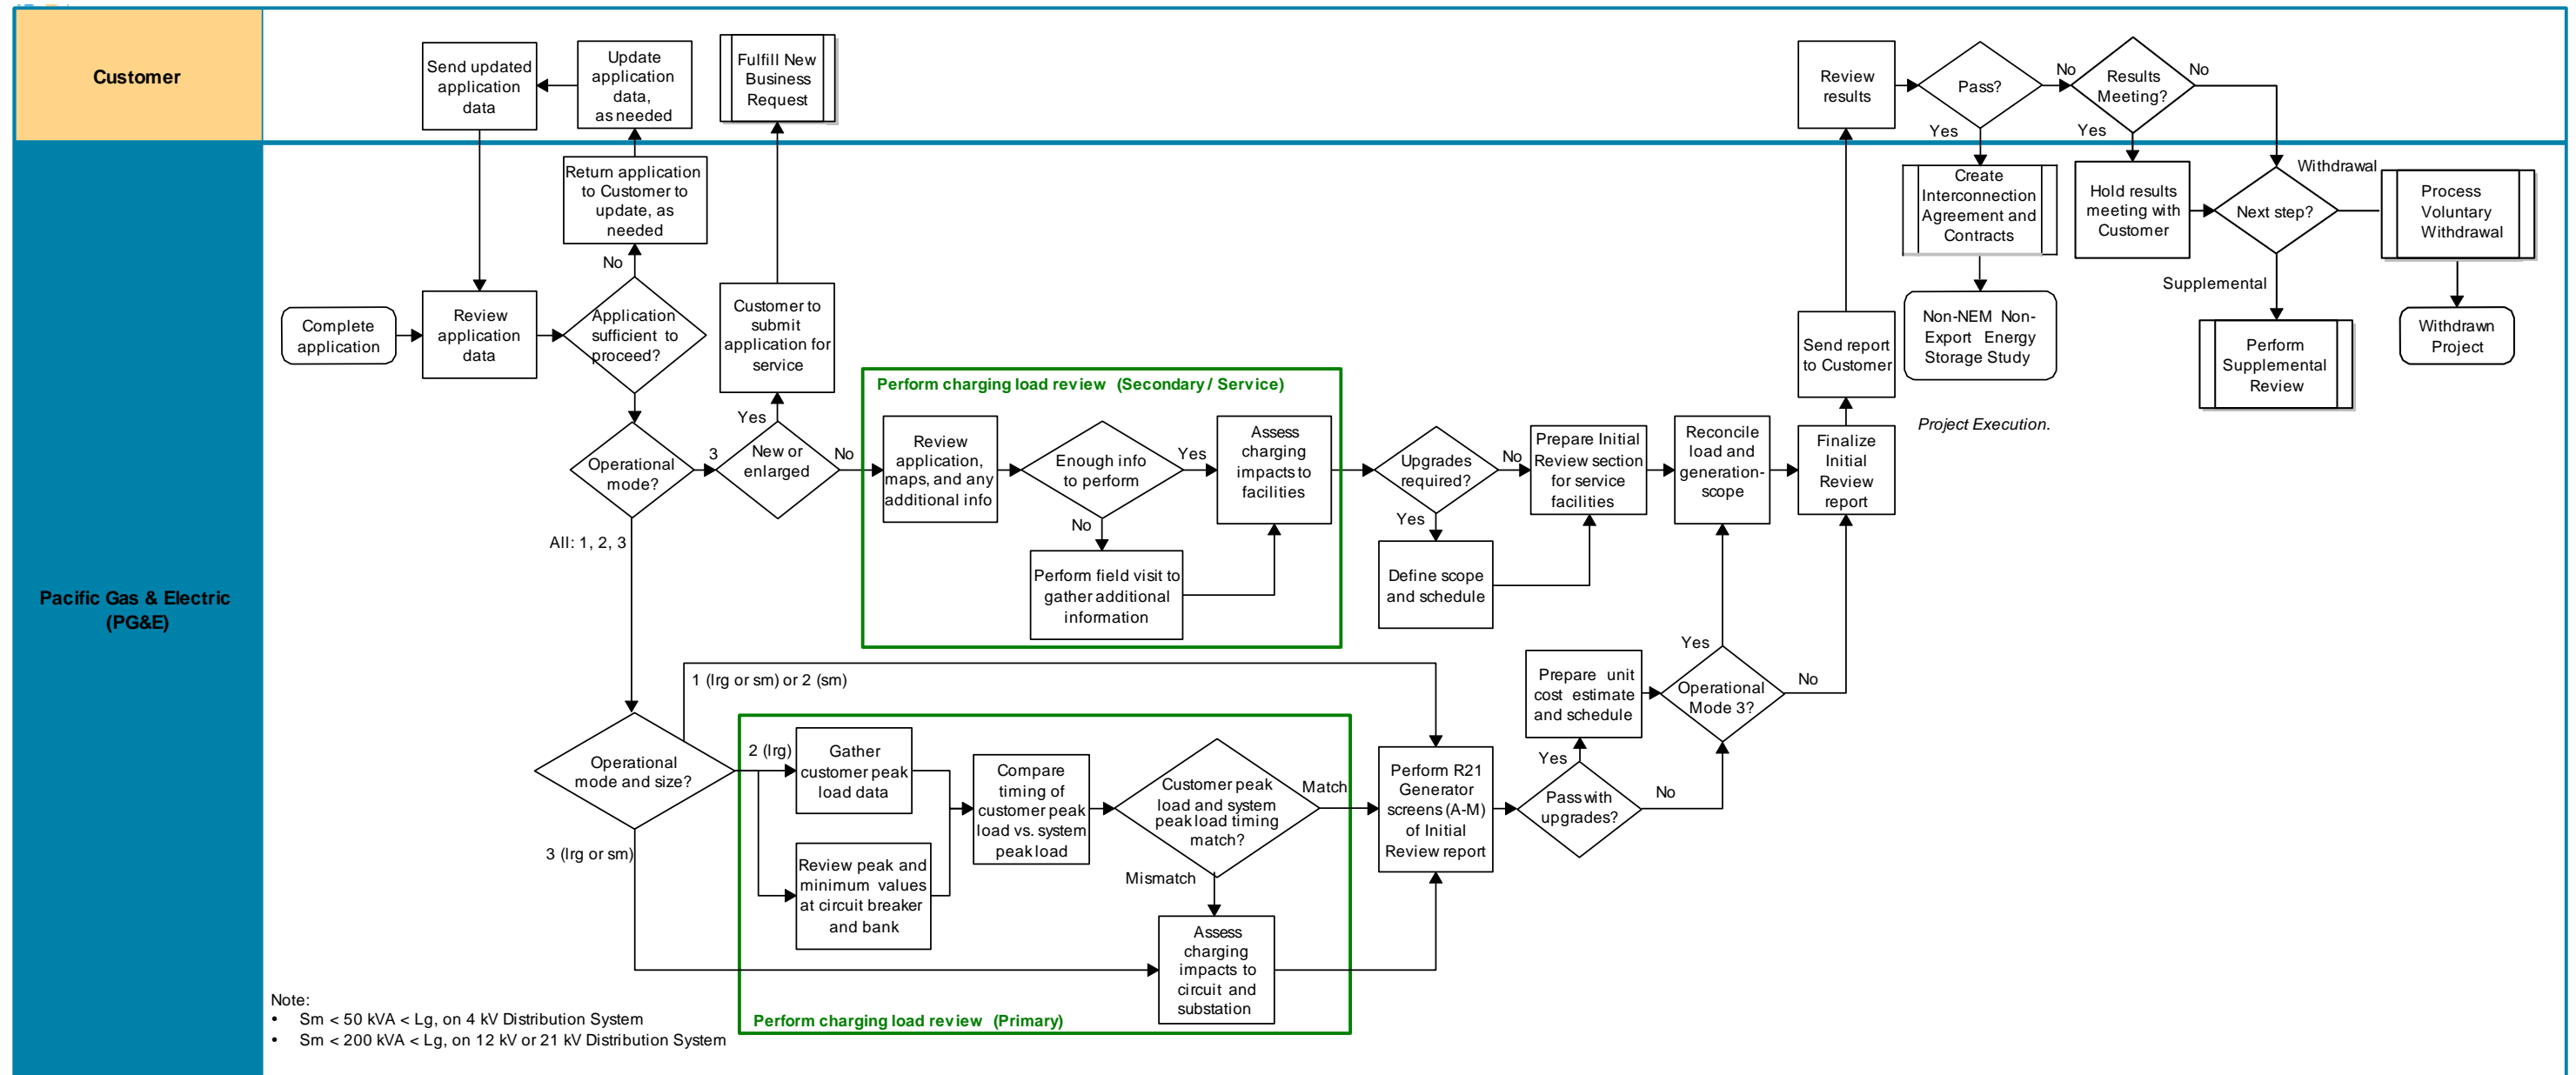 Customer
Send updated
application
data
Update
application
data,
as needed
Fulfill New
Business
Request
Review
results
Pass?
No
Results
Meeting?
No
Yes
Yes
Pacific Gas & Electric
(PG&E)
Return application
to Customer to
update, as
needed
No
Complete
application
Review
application
data
Application
sufficient to
proceed?
Customer to
submit
application for
service
Yes
Operational
mode?
3
New or
enlarged
No
All: 1, 2, 3
Perform charging load review (Secondary / Service)
Review
application,
maps, and any
additional info
Enough info
to perform
Yes
No
Assess
charging
impacts to
facilities
Perform field visit to
gather additional
information
Upgrades
required?
No
Yes
Define scope
and schedule
Prepare Initial
Review section
for service
facilities
Reconcile
load and
generation-
scope
Finalize
Initial
Review
report
Send report
to Customer
Create
Interconnection
Agreement and
Contracts
Non-NEM Non-
Export Energy
Storage Study
Project Execution.
Hold results
meeting with
Customer
Next step?
Withdrawal
Supplemental
Process
Voluntary
Withdrawal
Withdrawn
Project
Perform
Supplemental
Review
Operational
mode and size?
1 (lrg or sm) or 2 (sm)
2 (lrg)
3 (lrg or sm)
Gather
customer peak
load data
Review peak and
minimum values
at circuit breaker
and bank
Compare
timing of
customer peak
load vs. system
peak load
Customer peak
load and system
peak load timing
match?
Match
Mismatch
Assess
charging
impacts to
circuit and
substation
Perform charging load review (Primary)
Perform R21
Generator
screens (A-M)
of Initial
Review report
Pass with
upgrades?
Yes
No
Prepare unit
cost estimate
and schedule
Operational
Mode 3?
Yes
No
Note:
• Sm < 50 kVA < Lg, on 4 kV Distribution System
• Sm < 200 kVA < Lg, on 12 kV or 21 kV Distribution System